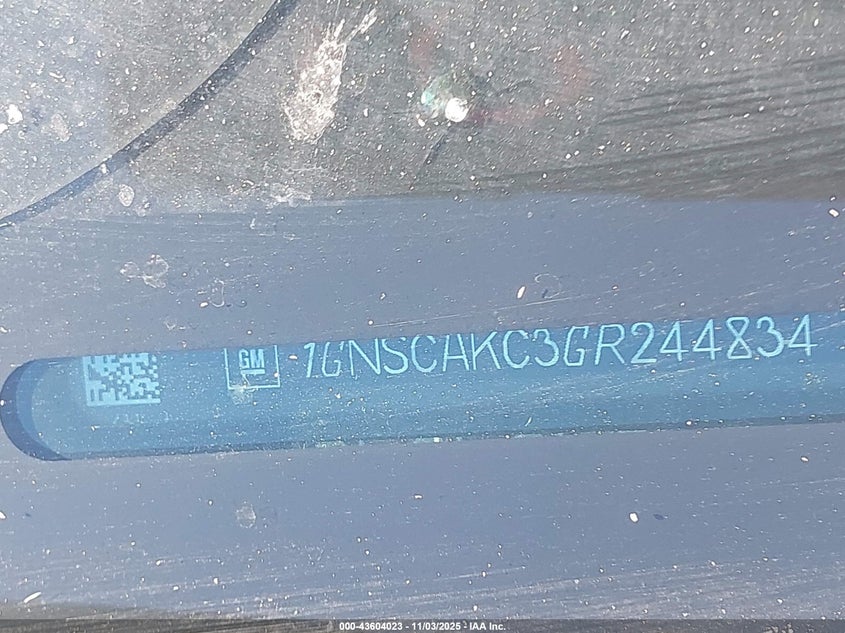 GM 1GNSCAKC3GR244834
000-43604023 - 11/03/2025 - IAA Inc.